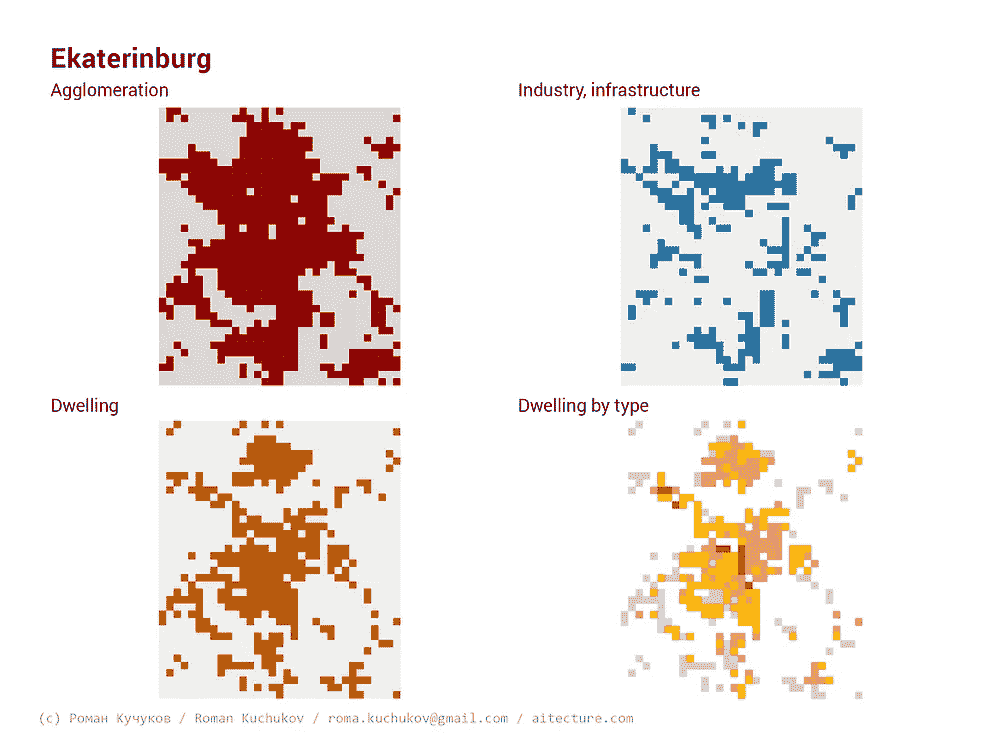 Ekaterinburg
Agglomeration
Industry, infrastructure
Dwelling
Dwelling by type
(c) Роман Кучуков / Roman Kuchukov / roma.kuchukov@gmail.com / aitecture.com